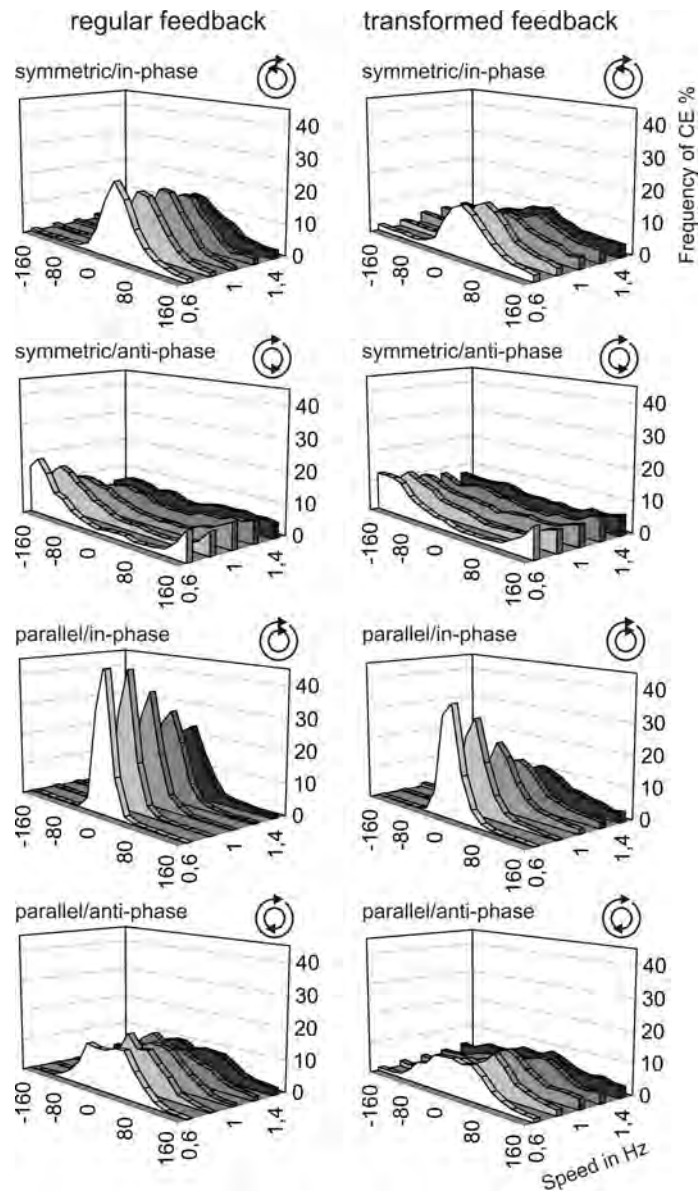 regular feedback transformed feedback
symmetric/in-phase symmetric/in-phase
Frequency of CE %
40 40
30 30
20 20
10 10
0 0
-160 -80 0 80 160 0,6 1 1,4 -160 -80 0 80 160 0,6 1 1,4
symmetric/anti-phase symmetric/anti-phase
40 40
30 30
20 20
10 10
0 0
-160 -80 0 80 160 0,6 1 1,4 -160 -80 0 80 160 0,6 1 1,4
parallel/in-phase parallel/in-phase
40 40
30 30
20 20
10 10
0 0
-160 -80 0 80 160 0,6 1 1,4 -160 -80 0 80 160 0,6 1 1,4
parallel/anti-phase parallel/anti-phase
40 40
30 30
20 20
10 10
0 0
-160 -80 0 80 160 0,6 1 1,4 -160 -80 0 80 160 0,6 1 1,4
Speed in Hz